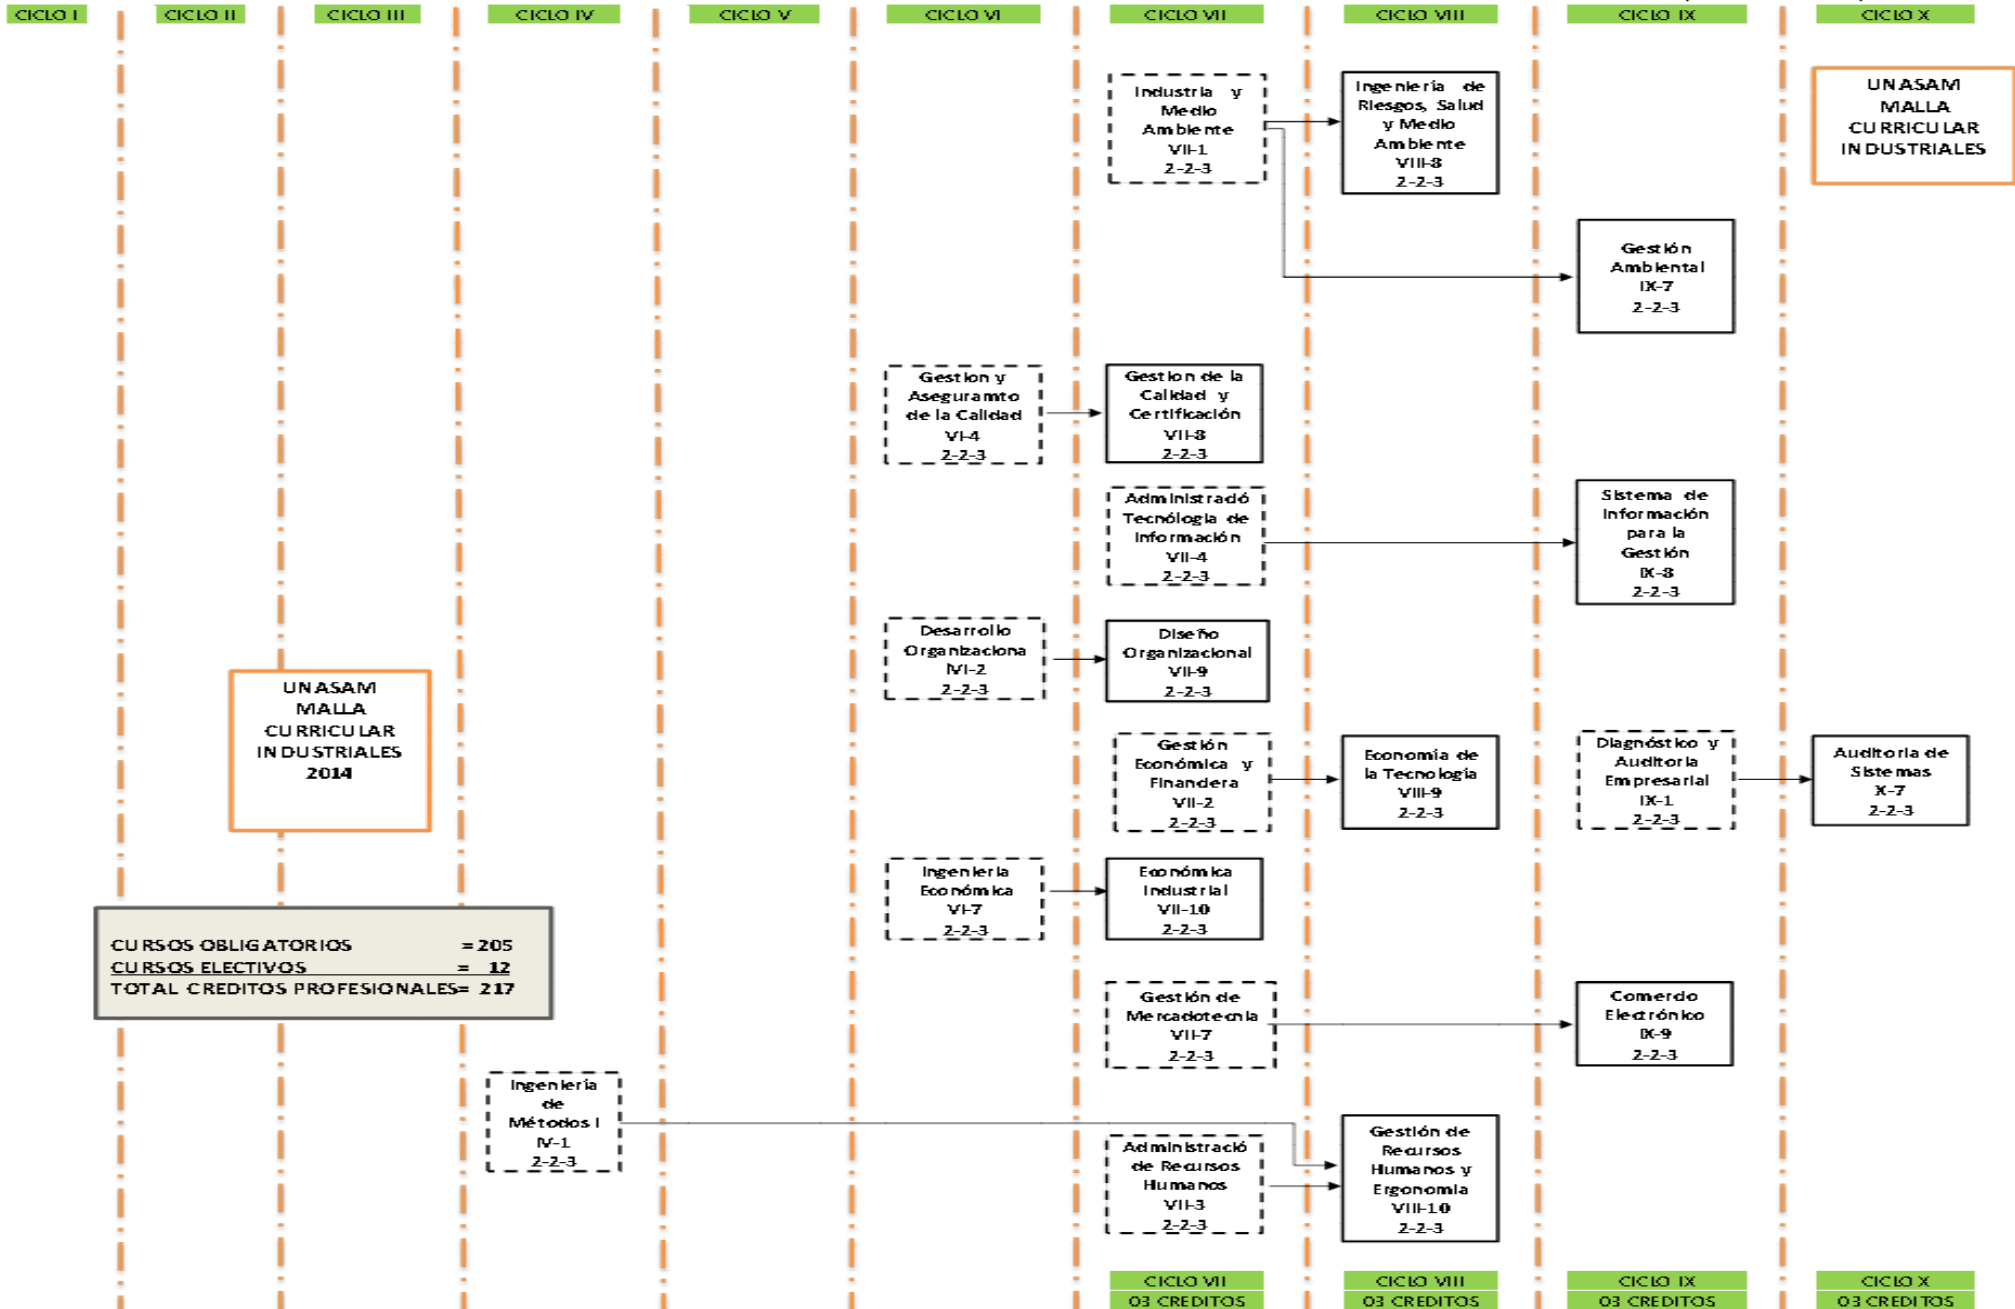 CICLO I
CICLO II
CICLO III
CICLO IV
CICLO V
CICLO VI
CICLO VII
CICLO VIII
CICLO IX
CICLO X
Industria y
Medio
Ambiente
VII-1
2-2-3
Ingeniería de
Riesgos, Salud
y Medio
Ambiente
VIII-8
2-2-3
UNASAM
MALLA
CURRICULAR
INDUSTRIALES
Gestión
Ambiental
IX-7
2-2-3
Gestion y
Aseguramto
de la Calidad
VI-4
2-2-3
Gestion de la
Calidad y
Certificación
VII-8
2-2-3
Administració
Tecnólogia de
Información
VII-4
2-2-3
Sistema de
Información
para la
Gestión
IX-8
2-2-3
Desarrollo
Organizaciona
lVI-2
2-2-3
Diseño
Organizacional
VII-9
2-2-3
UNASAM
MALLA
CURRICULAR
INDUSTRIALES
2014
Gestión
Económica y
Financiera
VII-2
2-2-3
Economía de
la Tecnología
VIII-9
2-2-3
Diagnóstico y
Auditoria
Empresarial
IX-1
2-2-3
Auditoria de
Sistemas
X-7
2-2-3
Ingeniería
Económica
VI-7
2-2-3
Económica
Industrial
VII-10
2-2-3
CURSOS OBLIGATORIOS = 205
CURSOS ELECTIVOS = 12
TOTAL CREDITOS PROFESIONALES= 217
Gestión de
Mercadotecnia
VII-7
2-2-3
Comercio
Electrónico
IX-9
2-2-3
Ingeniería
de
Métodos I
IV-1
2-2-3
Administració
de Recursos
Humanos
VII-3
2-2-3
Gestión de
Recursos
Humanos y
Ergonomía
VIII-10
2-2-3
CICLO VII
CICLO VIII
CICLO IX
CICLO X
03 CREDITOS
03 CREDITOS
03 CREDITOS
03 CREDITOS